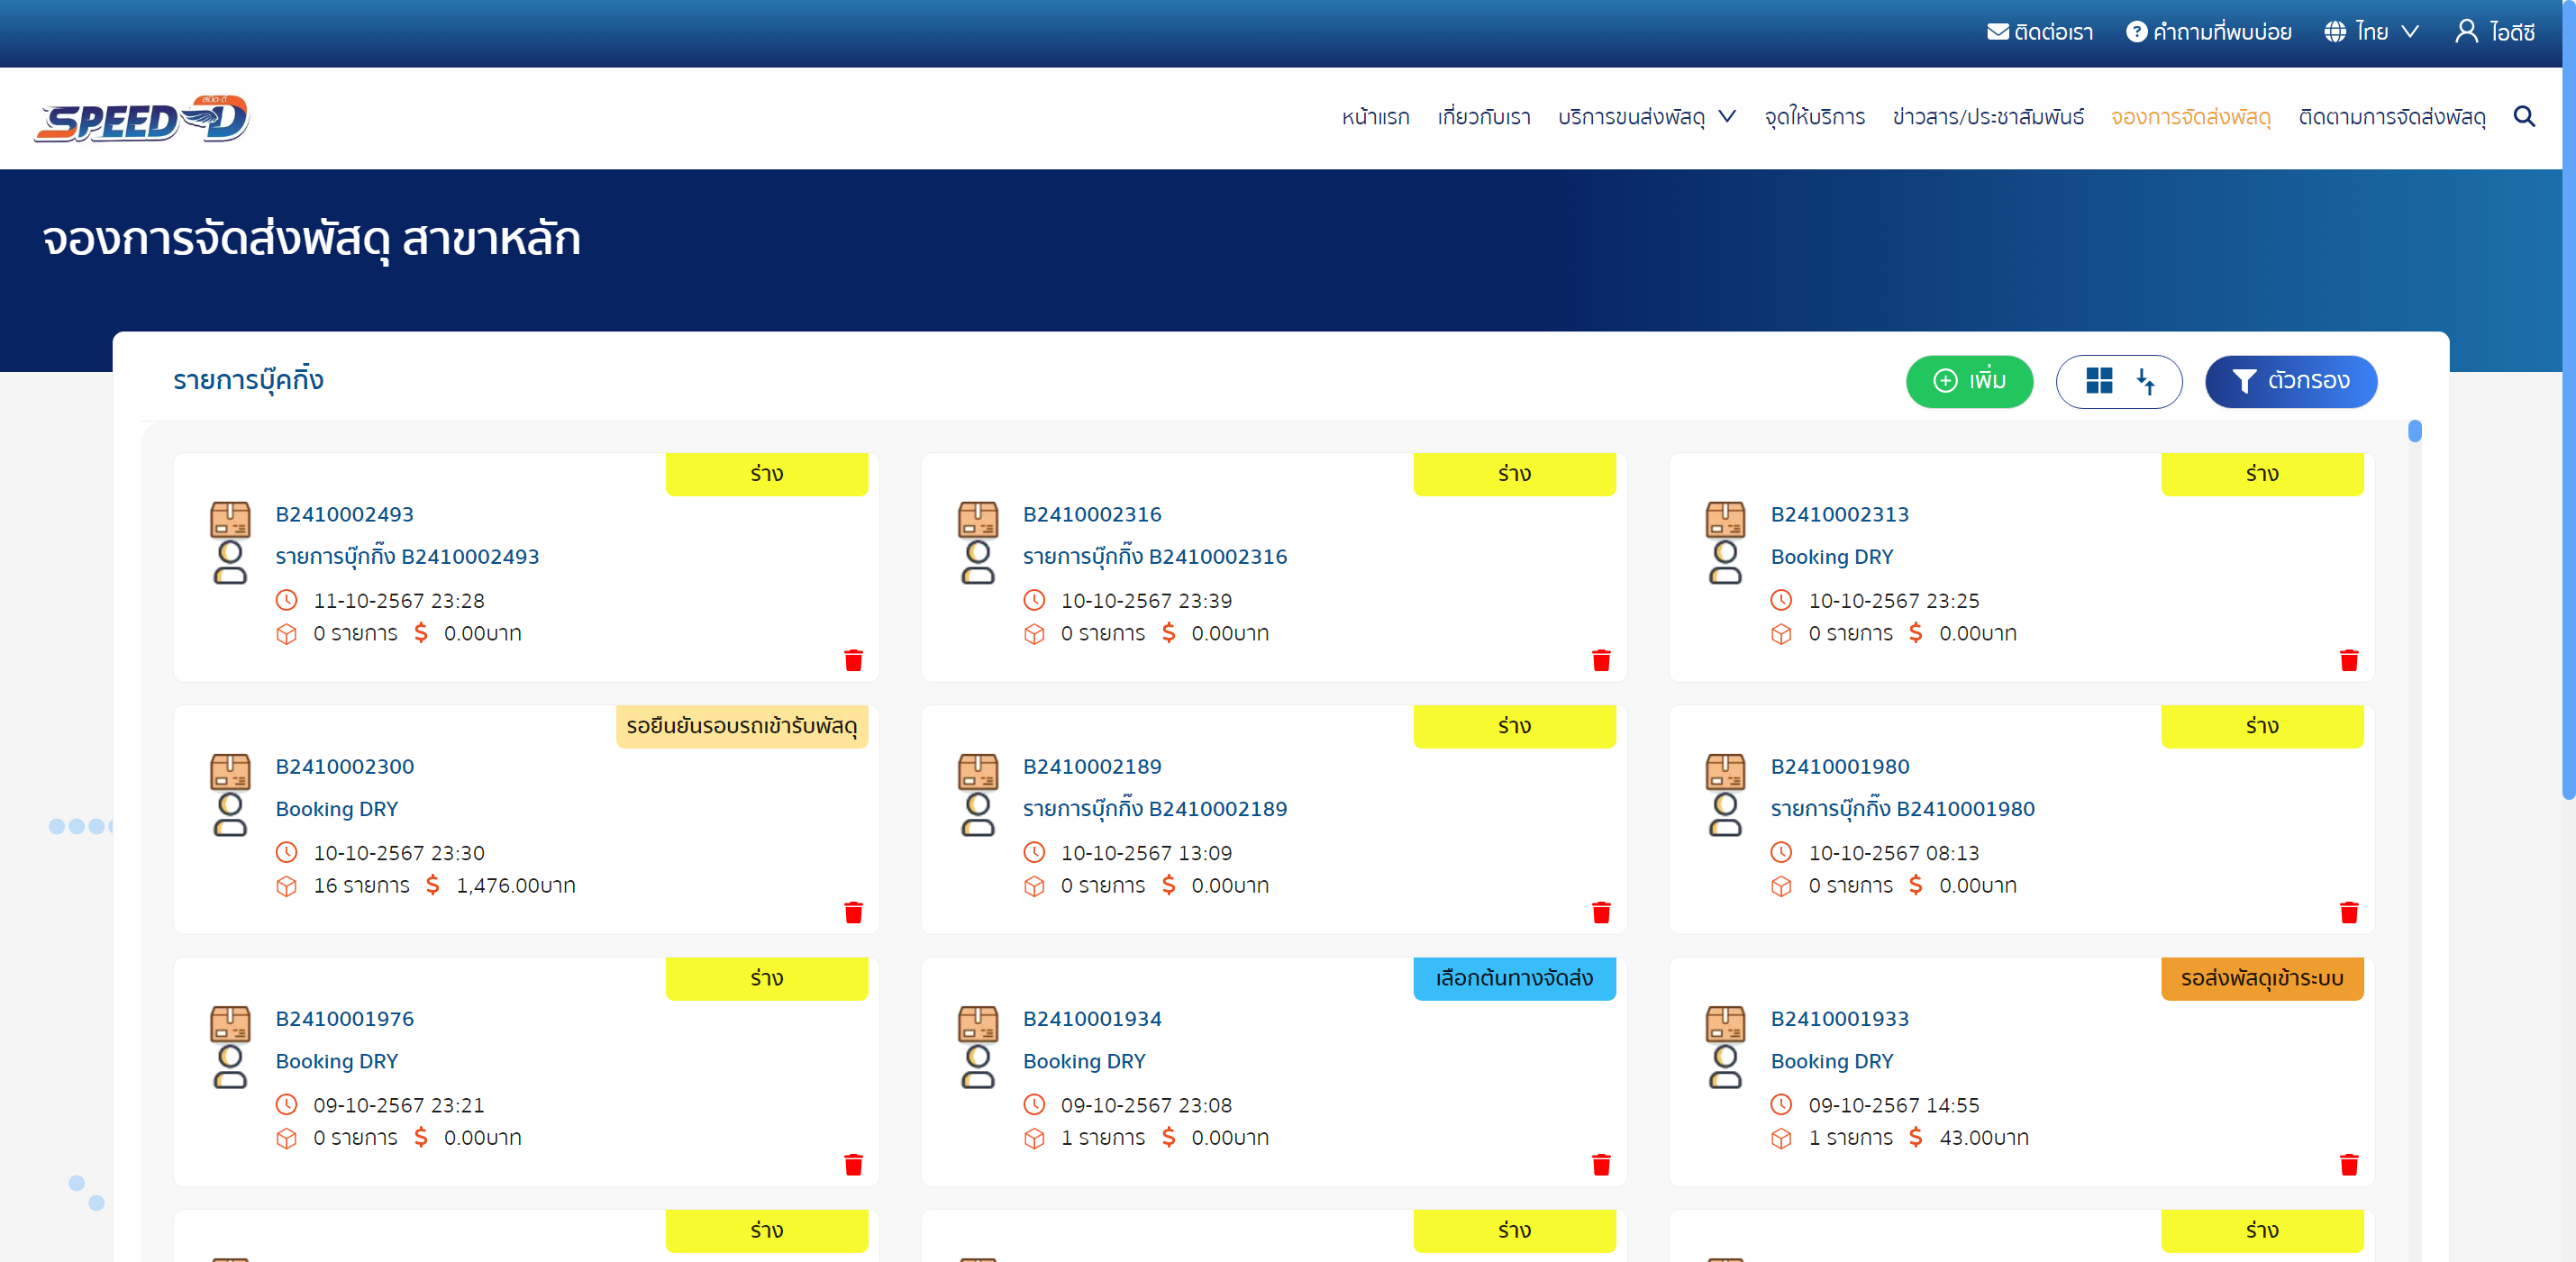 ติดต่อเรา คำถามที่พบบ่อย ไทย ไอดีซี
สปีด-ดี
SPEED-D
หน้าแรก เกี่ยวกับเรา บริการขนส่งพัสดุ จุดให้บริการ ข่าวสาร/ประชาสัมพันธ์ จองการจัดส่งพัสดุ ติดตามการจัดส่งพัสดุ
จองการจัดส่งพัสดุ สาขาหลัก
รายการบุ๊คกิ้ง
เพิ่ม ตัวกรอง
ร่าง
B2410002493
รายการบุ๊กกิ๊ง B2410002493
11-10-2567 23:28
0 รายการ $ 0.00บาท
ร่าง
B2410002316
รายการบุ๊กกิ๊ง B2410002316
10-10-2567 23:39
0 รายการ $ 0.00บาท
ร่าง
B2410002313
Booking DRY
10-10-2567 23:25
0 รายการ $ 0.00บาท
รอยืนยันรอบรถเข้ารับพัสดุ
B2410002300
Booking DRY
10-10-2567 23:30
16 รายการ $ 1,476.00บาท
ร่าง
B2410002189
รายการบุ๊กกิ๊ง B2410002189
10-10-2567 13:09
0 รายการ $ 0.00บาท
ร่าง
B2410001980
รายการบุ๊กกิ๊ง B2410001980
10-10-2567 08:13
0 รายการ $ 0.00บาท
ร่าง
B2410001976
Booking DRY
09-10-2567 23:21
0 รายการ $ 0.00บาท
เลือกต้นทางจัดส่ง
B2410001934
Booking DRY
09-10-2567 23:08
1 รายการ $ 0.00บาท
รอส่งพัสดุเข้าระบบ
B2410001933
Booking DRY
09-10-2567 14:55
1 รายการ $ 43.00บาท
ร่าง
ร่าง
ร่าง